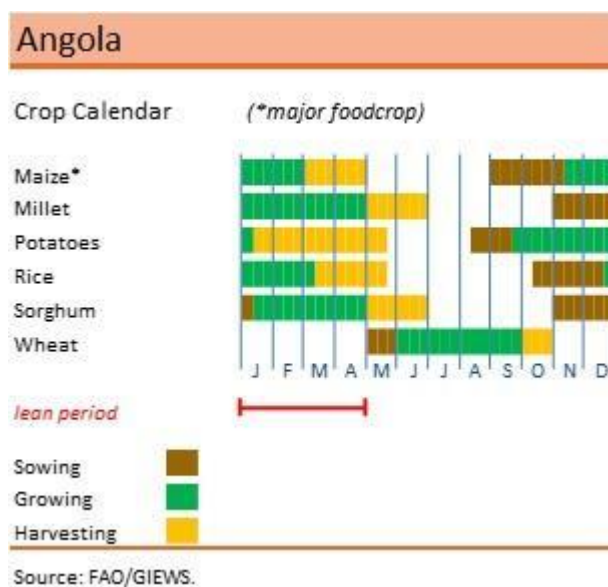 Angola
Crop Calendar (*major foodcrop)
Maize*
Millet
Potatoes
Rice
Sorghum
Wheat
J F M A M J J A S O N D
lean period
Sowing
Growing
Harvesting
Source: FAO/GIEWS.